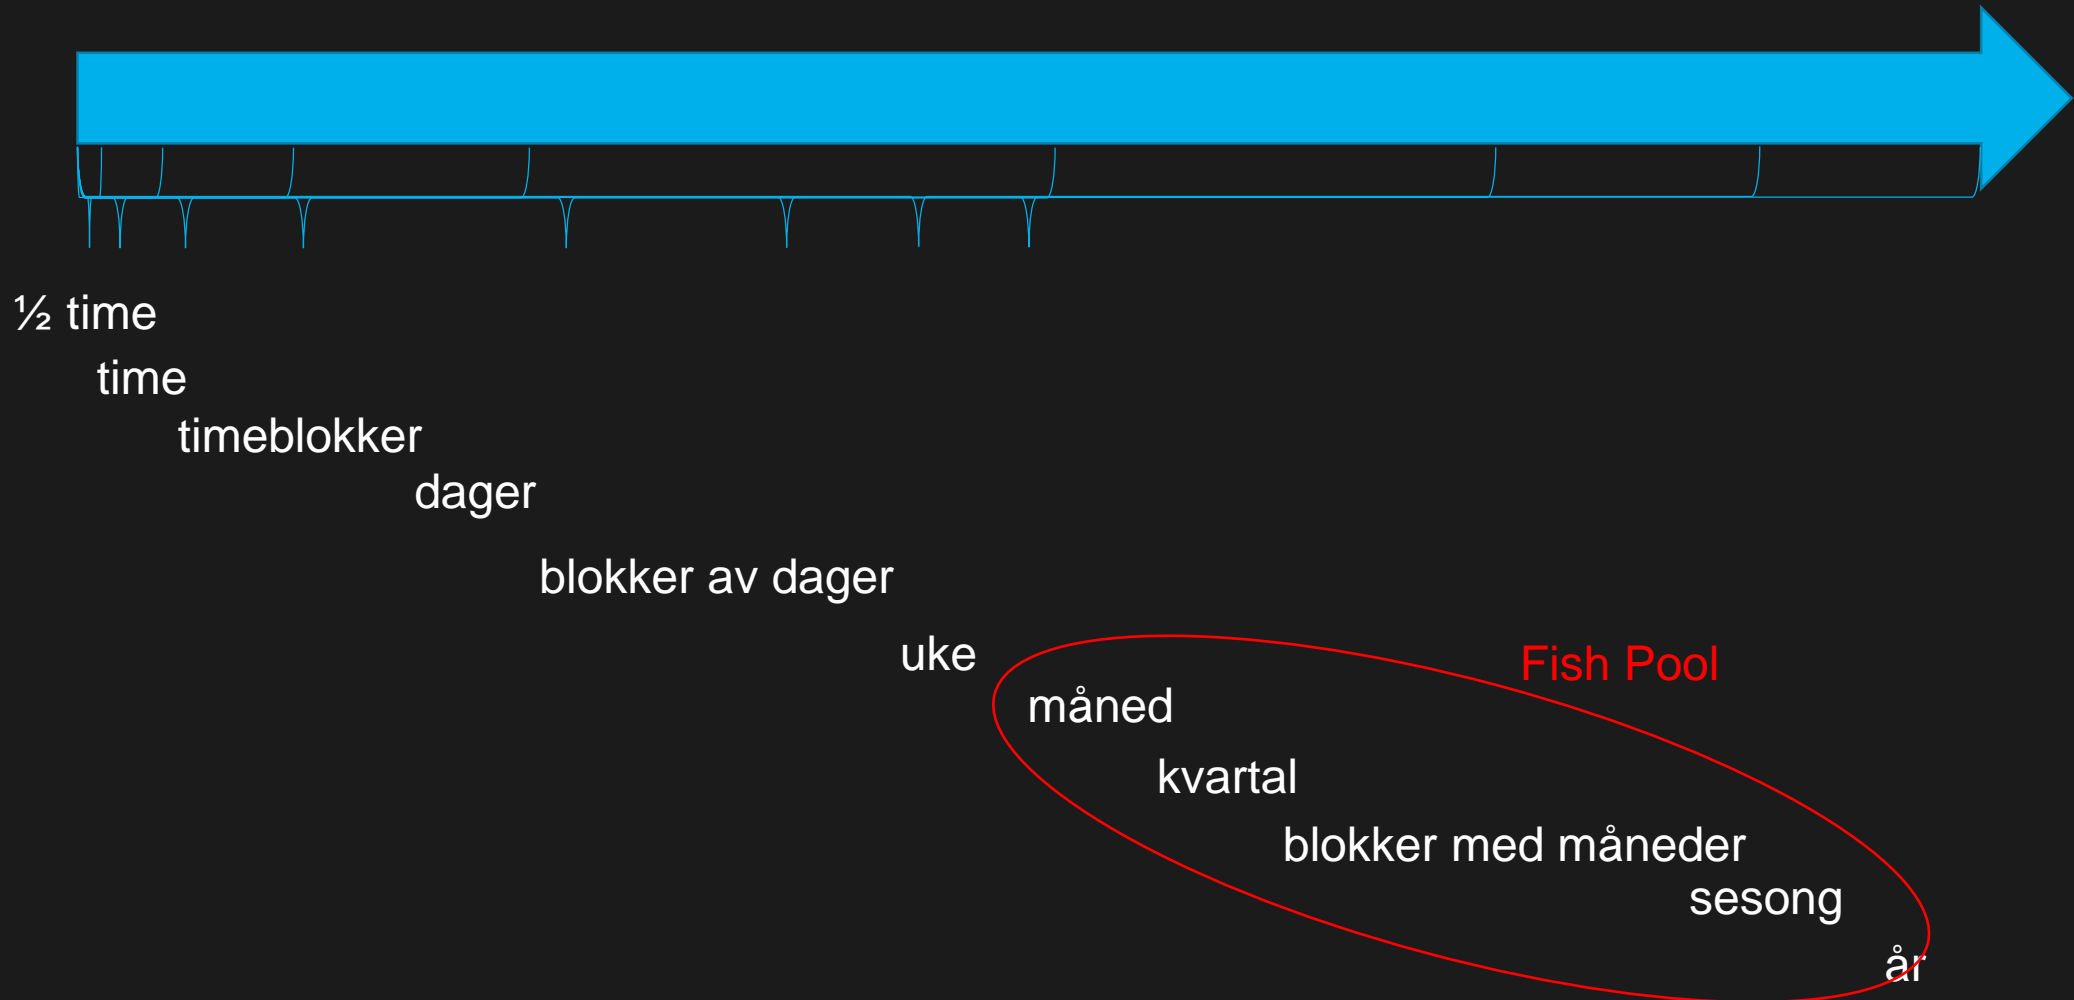 ½ time
time
timeblokker
dager
blokker av dager
uke
Fish Pool
måned
kvartal
blokker med måneder
sesong
år